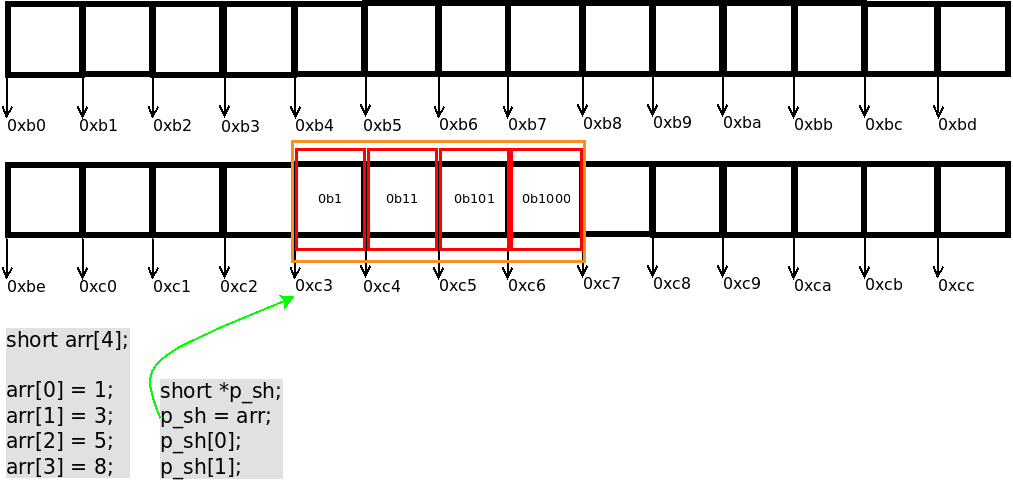 0xb0 0xb1 0xb2 0xb3 0xb4 0xb5 0xb6 0xb7 0xb8 0xb9 0xba 0xbb 0xbc 0xbd
0b1 0b11 0b101 0b1000
0xbe 0xc0 0xc1 0xc2 0xc3 0xc4 0xc5 0xc6 0xc7 0xc8 0xc9 0xca 0xcb 0xcc
short arr[4];
arr[0] = 1;
arr[1] = 3;
arr[2] = 5;
arr[3] = 8;
short *p_sh;
p_sh = arr;
p_sh[0];
p_sh[1];